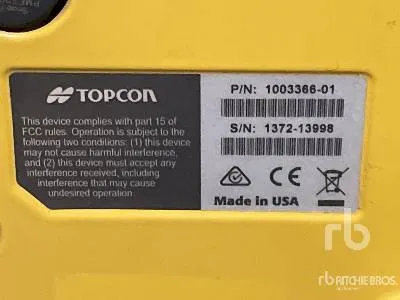 TOPCON
This device complies with part 15 of
FCC rules. Operation is subject to the
following two conditions: (1) this device
may not cause harmful interference,
and (2) this device must accept any
interference received, including
interference that may cause
undesired operation.
P/N: 1003366-01
S/N: 1372-13998
CE
Made in USA
rb
rb
RITCHIE BROS.